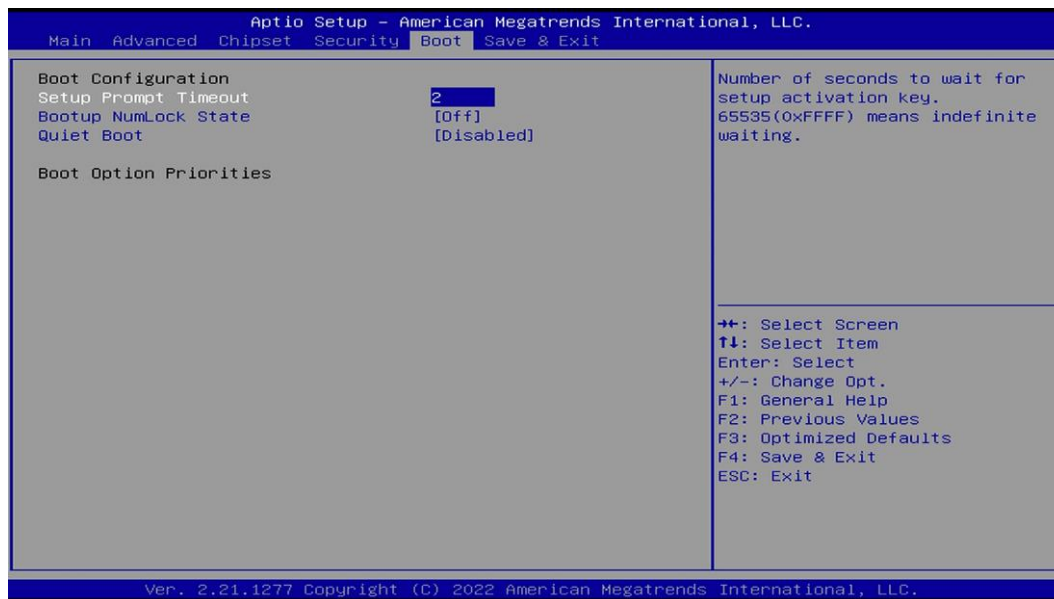 Aptio Setup – American Megatrends International, LLC.
Main Advanced Chipset Security Boot Save & Exit
Boot Configuration
Setup Prompt Timeout 2
Bootup NumLock State [Off]
Quiet Boot [Disabled]
Boot Option Priorities
Number of seconds to wait for
setup activation key.
65535(0xFFFF) means indefinite
waiting.
→←: Select Screen
↑↓: Select Item
Enter: Select
+/-: Change Opt.
F1: General Help
F2: Previous Values
F3: Optimized Defaults
F4: Save & Exit
ESC: Exit
Ver. 2.21.1277 Copyright (C) 2022 American Megatrends International, LLC.